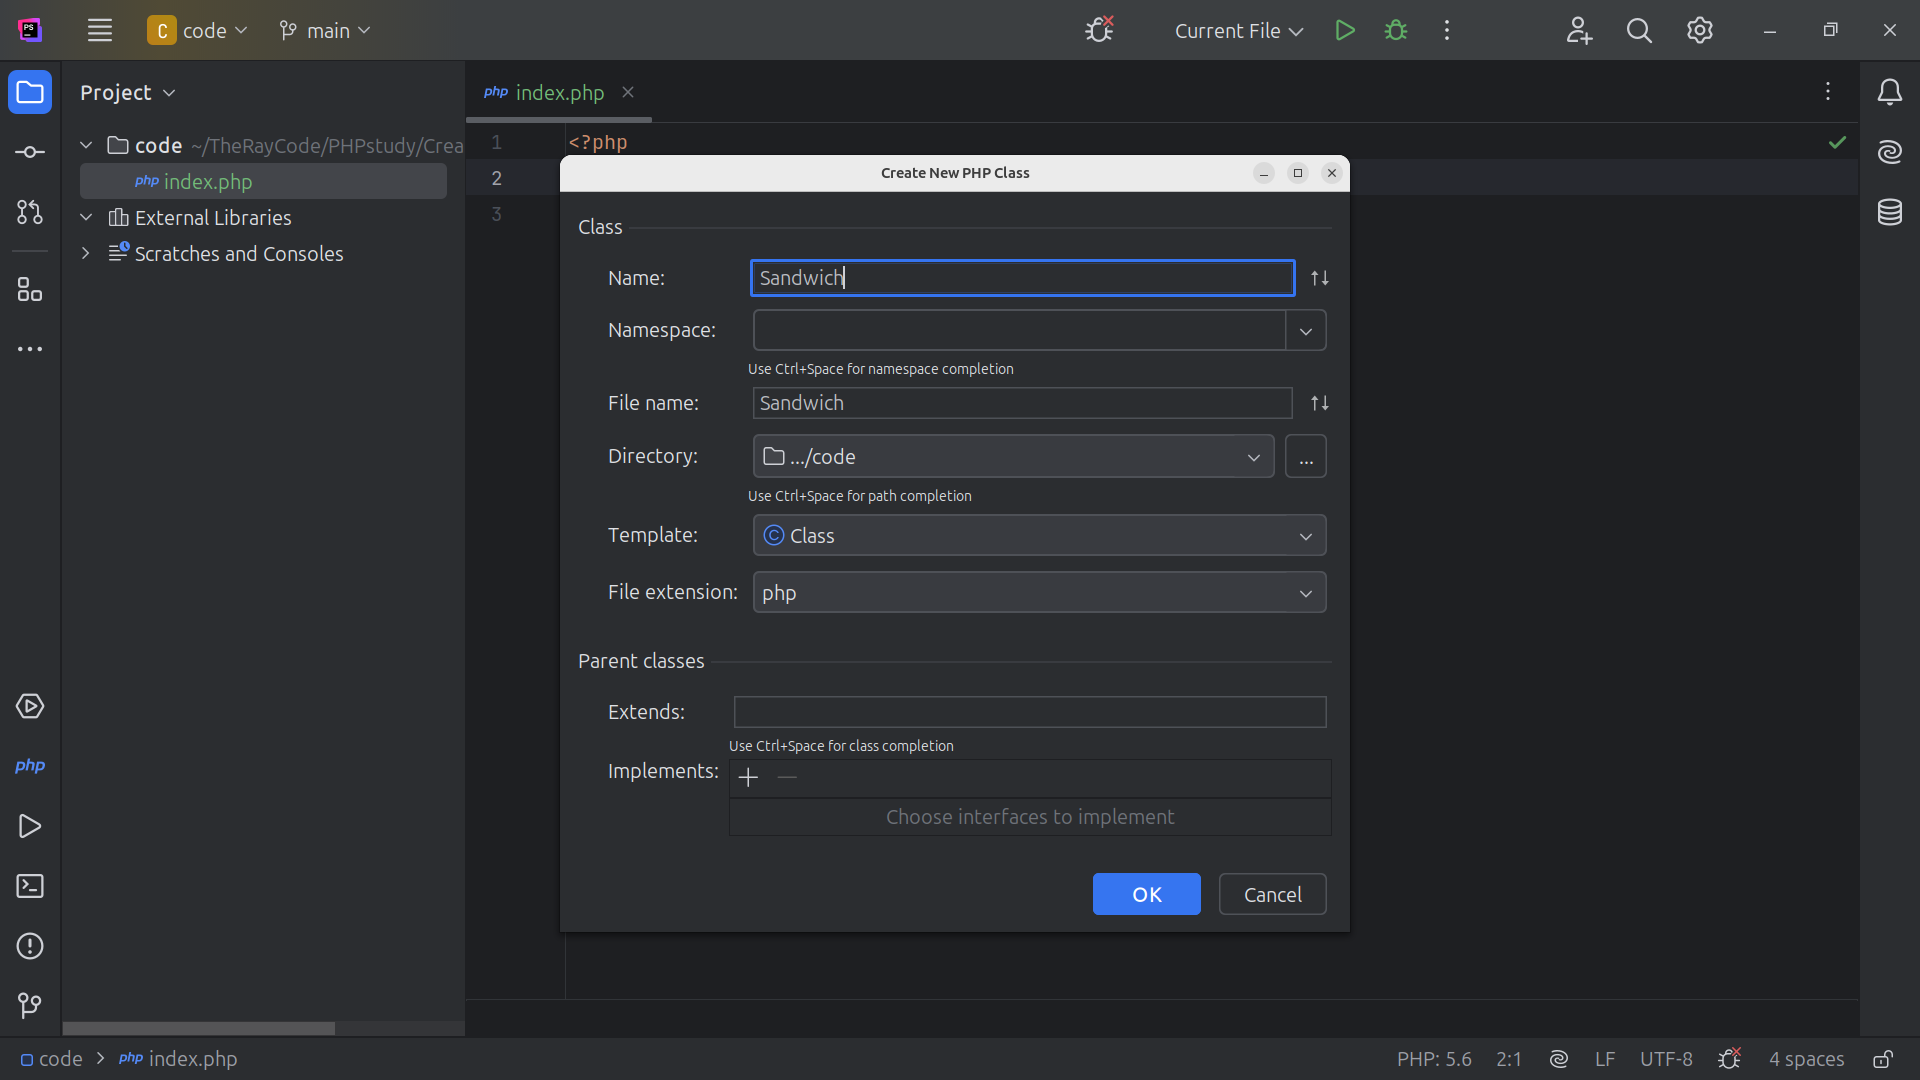 PS
C code main
Current File
Project
php index.php
code ~/TheRayCode/PHPstudy/Crea
php index.php
External Libraries
Scratches and Consoles
1 <?php
2
3
Create New PHP Class
Class
Name: Sandwich
Namespace:
Use Ctrl+Space for namespace completion
File name: Sandwich
Directory: .../code ...
Use Ctrl+Space for path completion
Template: C Class
File extension: php
Parent classes
Extends:
Use Ctrl+Space for class completion
Implements:
Choose interfaces to implement
OK Cancel
php
code > php index.php
PHP: 5.6 2:1 LF UTF-8 4 spaces